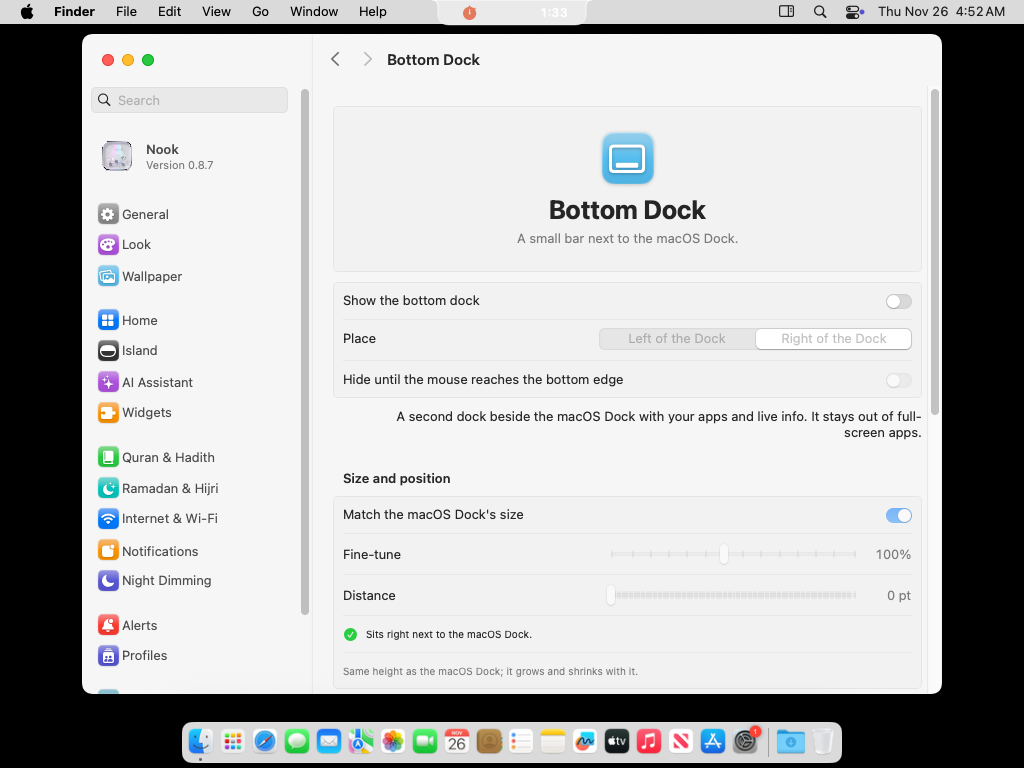 Finder File Edit View Go Window Help 1:33 Thu Nov 26 4:52 AM
Bottom Dock
Search
Nook
Version 0.8.7
General
Look
Wallpaper
Home
Island
AI Assistant
Widgets
Quran & Hadith
Ramadan & Hijri
Internet & Wi-Fi
Notifications
Night Dimming
Alerts
Profiles
Bottom Dock
A small bar next to the macOS Dock.
Show the bottom dock
Place Left of the Dock Right of the Dock
Hide until the mouse reaches the bottom edge
A second dock beside the macOS Dock with your apps and live info. It stays out of full-
screen apps.
Size and position
Match the macOS Dock's size
Fine-tune 100%
Distance 0 pt
Sits right next to the macOS Dock.
Same height as the macOS Dock; it grows and shrinks with it.
NOV
26
tv
1